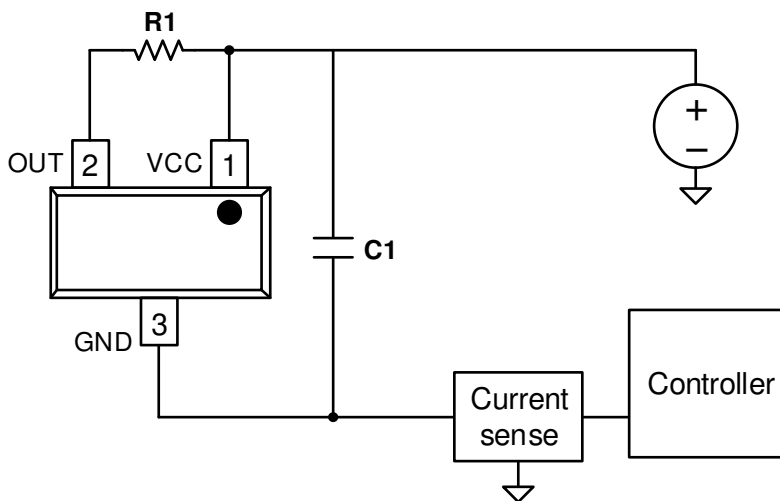 R1
OUT
2
VCC
1
+
–
C1
3
GND
Current
sense
Controller